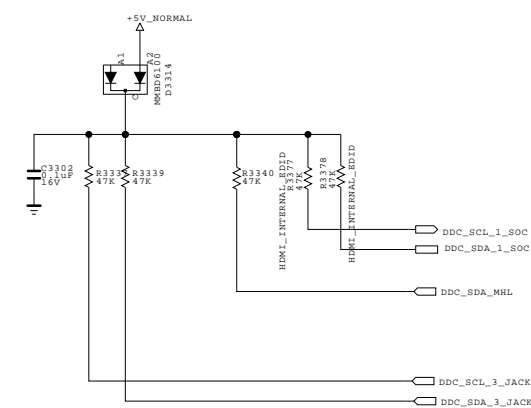 +5V_NORMAL
A1
A2
MMBD6100
D3314
C
C3302
0.1uF
16V
47K
R3339
47K
R3340
47K
HDMI_INTERNAL_EDID
R3377
47K
R3378
47K
HDMI_INTERNAL_EDID
DDC_SCL_1_SOC
DDC_SDA_1_SOC
DDC_SDA_MHL
DDC_SCL_3_JACK
DDC_SDA_3_JACK